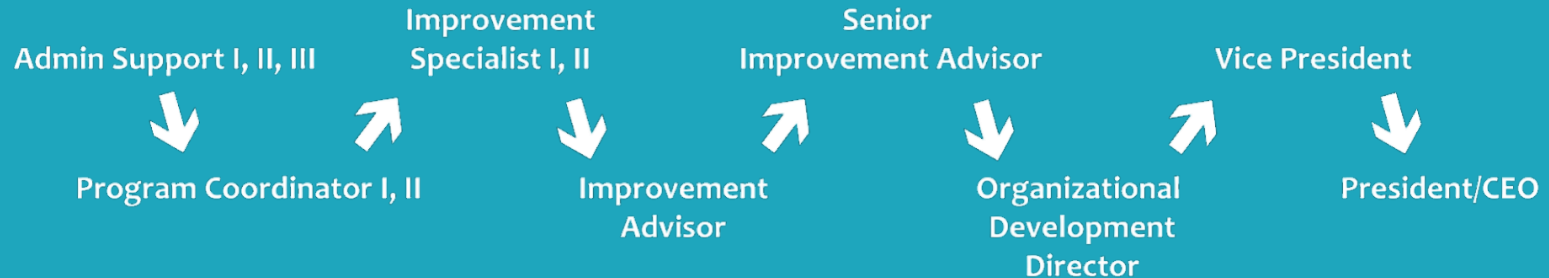 Admin Support I, II, III
Program Coordinator I, II
Improvement
Specialist I, II
Improvement
Advisor
Senior
Improvement Advisor
Organizational
Development
Director
Vice President
President/CEO